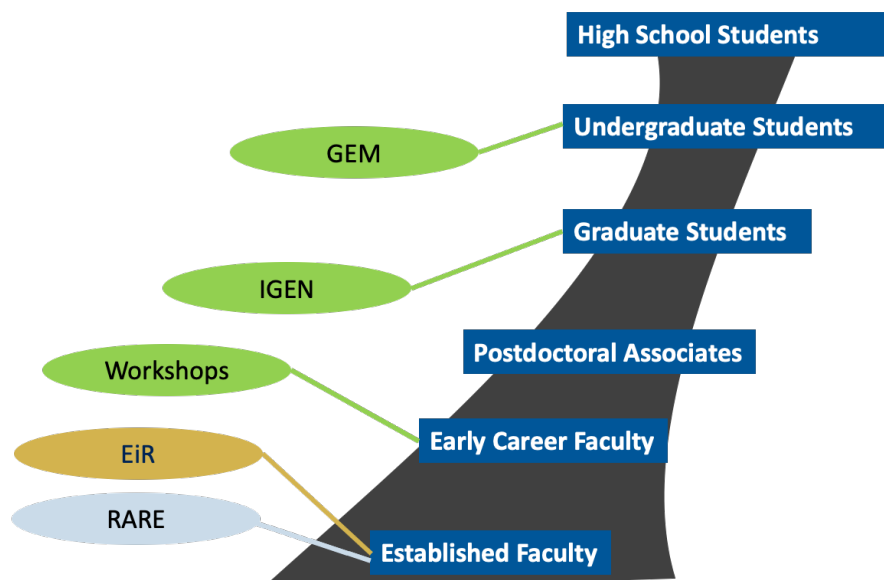 High School Students
Undergraduate Students
GEM
Graduate Students
IGEN
Postdoctoral Associates
Workshops
Early Career Faculty
EiR
RARE
Established Faculty